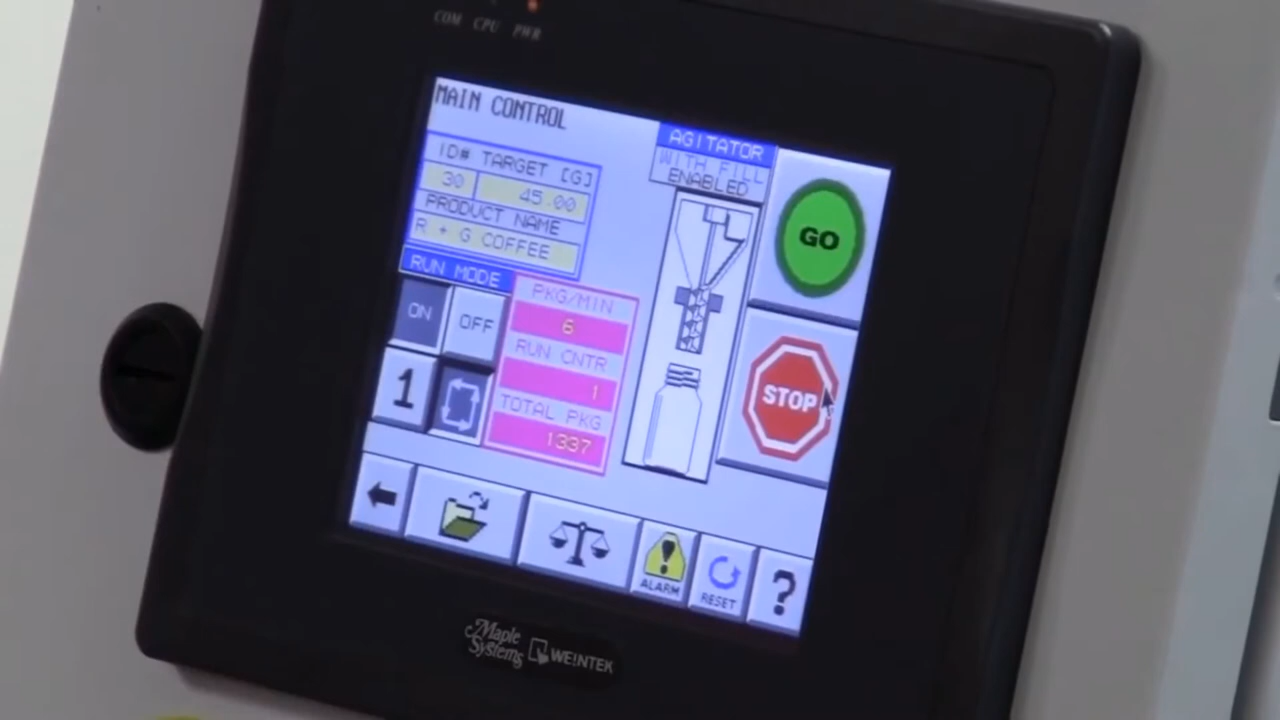 COM CPU PWR
MAIN CONTROL
ID# TARGET [G]
30 45.00
PRODUCT NAME
R + G COFFEE
RUN MODE
ON OFF
1
PKG/MIN
6
RUN CNTR
1
TOTAL PKG
1337
AGITATOR
WITH FILL
ENABLED
GO
STOP
ALARM
RESET
?
Maple
Systems
WEINTEK